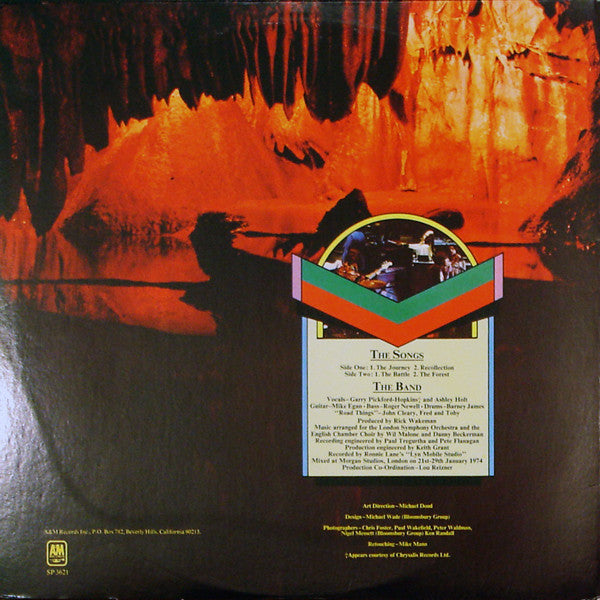 THE SONGS
Side One: 1. The Journey 2. Recollection
Side Two: 1. The Battle 2. The Forest
THE BAND
Vocals–Garry Pickford-Hopkins† and Ashley Holt
Guitar–Mike Egan–Bass–Roger Newell–Drums–Barney James
"Road Things"–John Cleary, Fred and Toby
Produced by Rick Wakeman
Music arranged for the London Symphony Orchestra and the
English Chamber Choir by Wil Malone and Danny Beckerman
Recording engineered by Paul Tregurtha and Pete Flanagan
Production engineered by Keith Grant
Recorded by Ronnie Lane's "Lyn Mobile Studio"
Mixed at Morgan Studios, London on 21st-29th January 1974
Production Co-Ordination–Lou Reizner
Art Direction–Michael Doud
Design–Michael Wade (Bloomsbury Group)
Photographers–Chris Foster, Paul Wakefield, Peter Waldman,
Nigel Messett (Bloomsbury Group) Ken Randall
Retouching–Mike Mann
†Appears courtesy of Chrysalis Records Ltd.
A&M Records Inc., P.O. Box 782, Beverly Hills, California 90213.
A&M
SP 3621